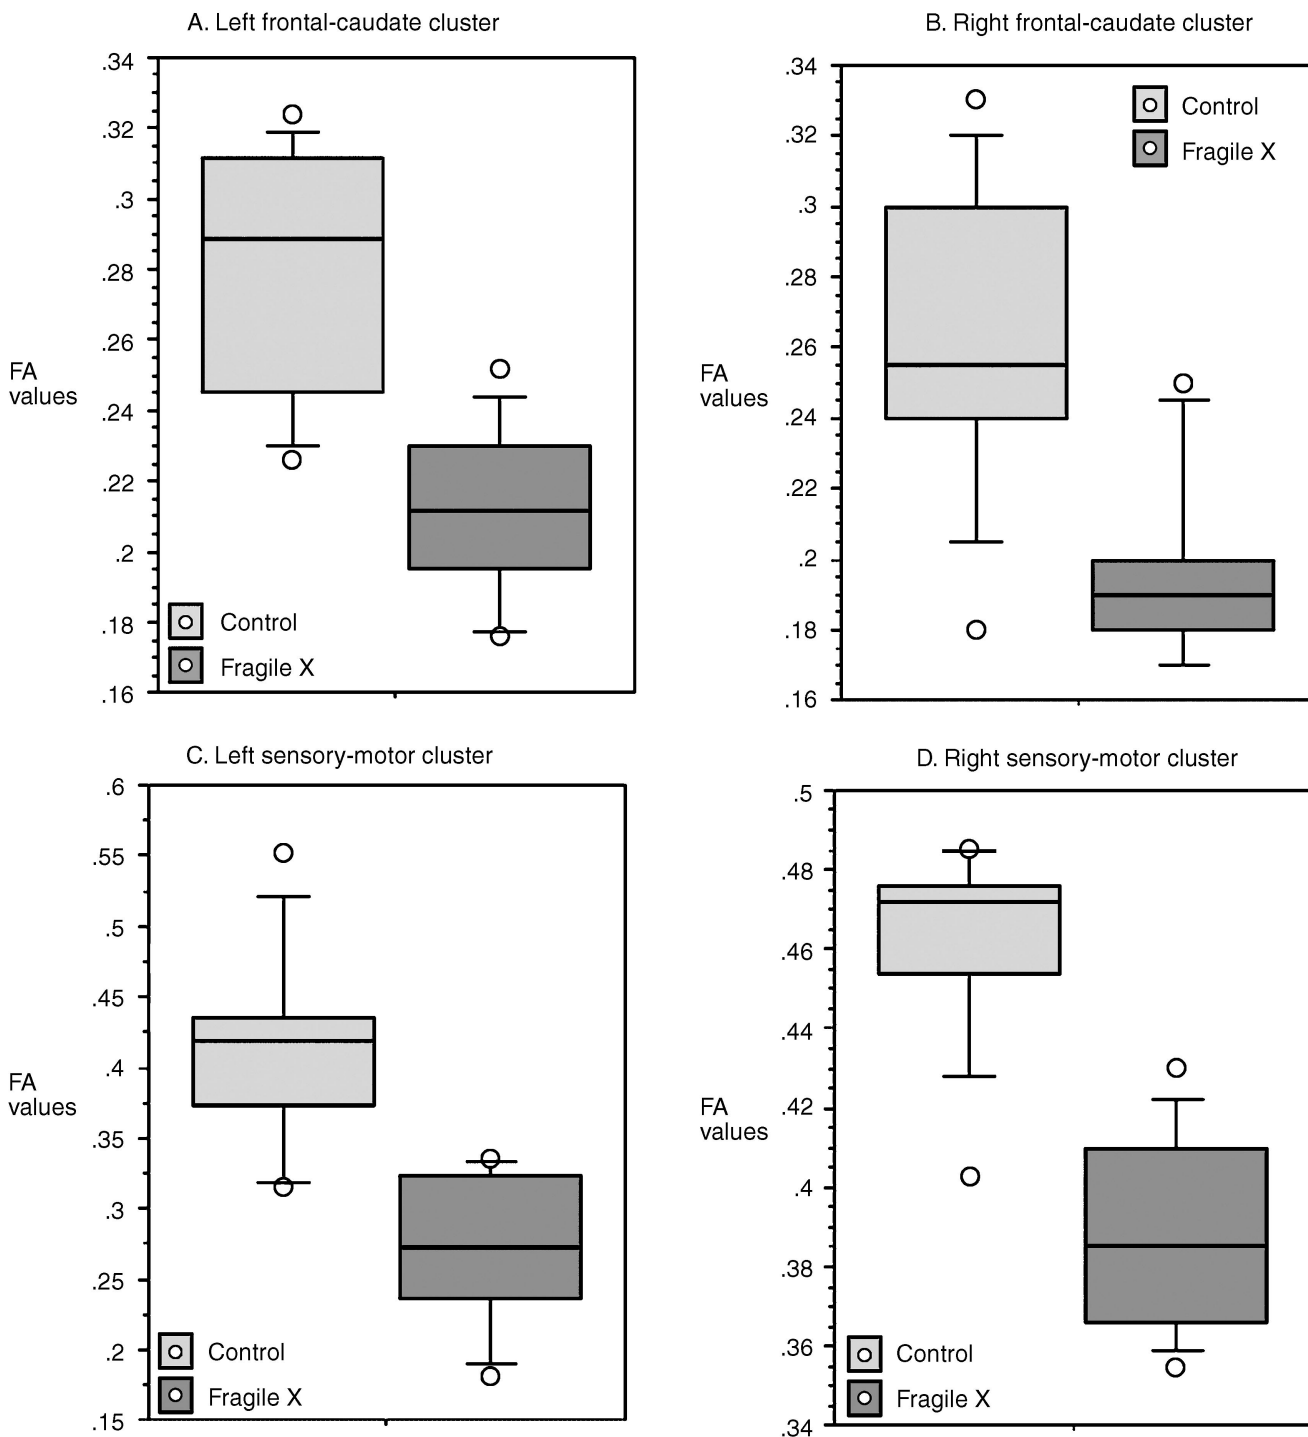 A. Left frontal-caudate cluster
.34
.32
.3
.28
.26
.24
.22
.2
.18
.16
FA
values
Control
Fragile X
B. Right frontal-caudate cluster
.34
.32
.3
.28
.26
.24
.22
.2
.18
.16
FA
values
Control
Fragile X
C. Left sensory-motor cluster
.6
.55
.5
.45
.4
.35
.3
.25
.2
.15
FA
values
Control
Fragile X
D. Right sensory-motor cluster
.5
.48
.46
.44
.42
.4
.38
.36
.34
FA
values
Control
Fragile X